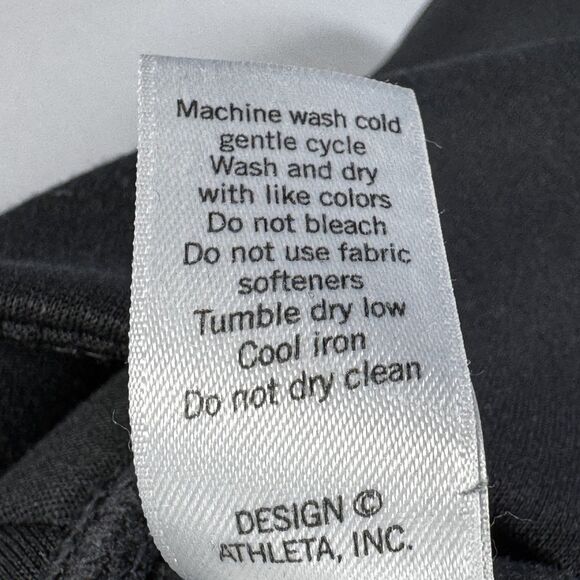 Machine wash cold
gentle cycle
Wash and dry
with like colors
Do not bleach
Do not use fabric
softeners
Tumble dry low
Cool iron
Do not dry clean
DESIGN ©
ATHLETA, INC.